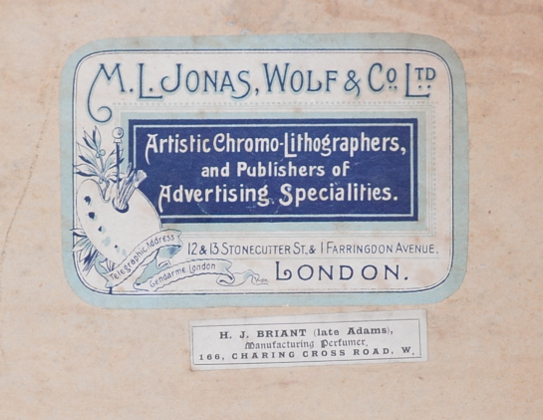 M. L. JONAS, WOLF & Co. LTD
Artistic Chromo-Lithographers,
and Publishers of
Advertising Specialities.
12 & 13 STONECUTTER ST. & 1 FARRINGDON AVENUE.
Telegraphic Address
Gendarme, London
LONDON.
H. J. BRIANT (late Adams),
Manufacturing Perfumer,
166, CHARING CROSS ROAD, W.